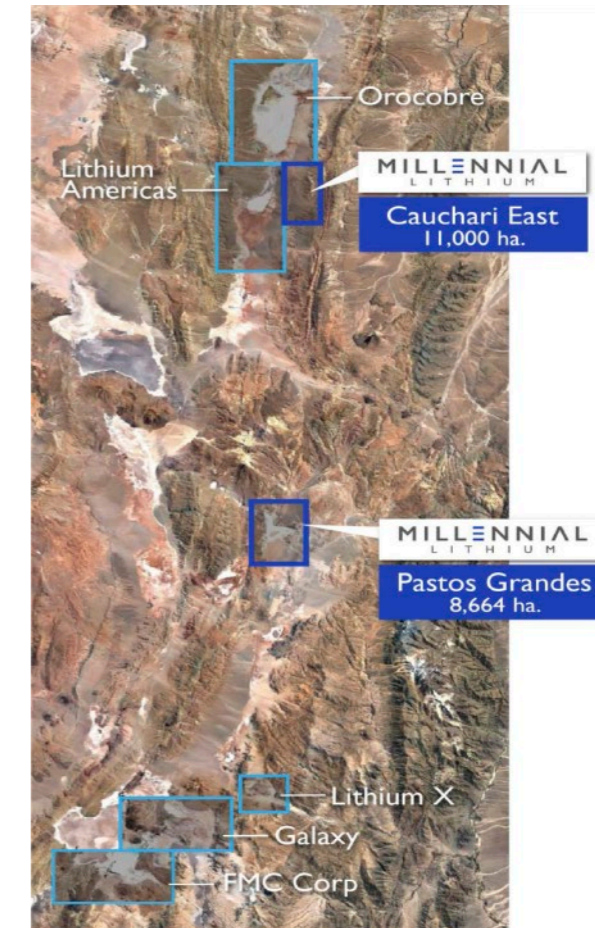 Orocobre
Lithium
Americas
MILLENNIAL
LITHIUM
Cauchari East
11,000 ha.
MILLENNIAL
LITHIUM
Pastos Grandes
8,664 ha.
Lithium X
Galaxy
FMC Corp